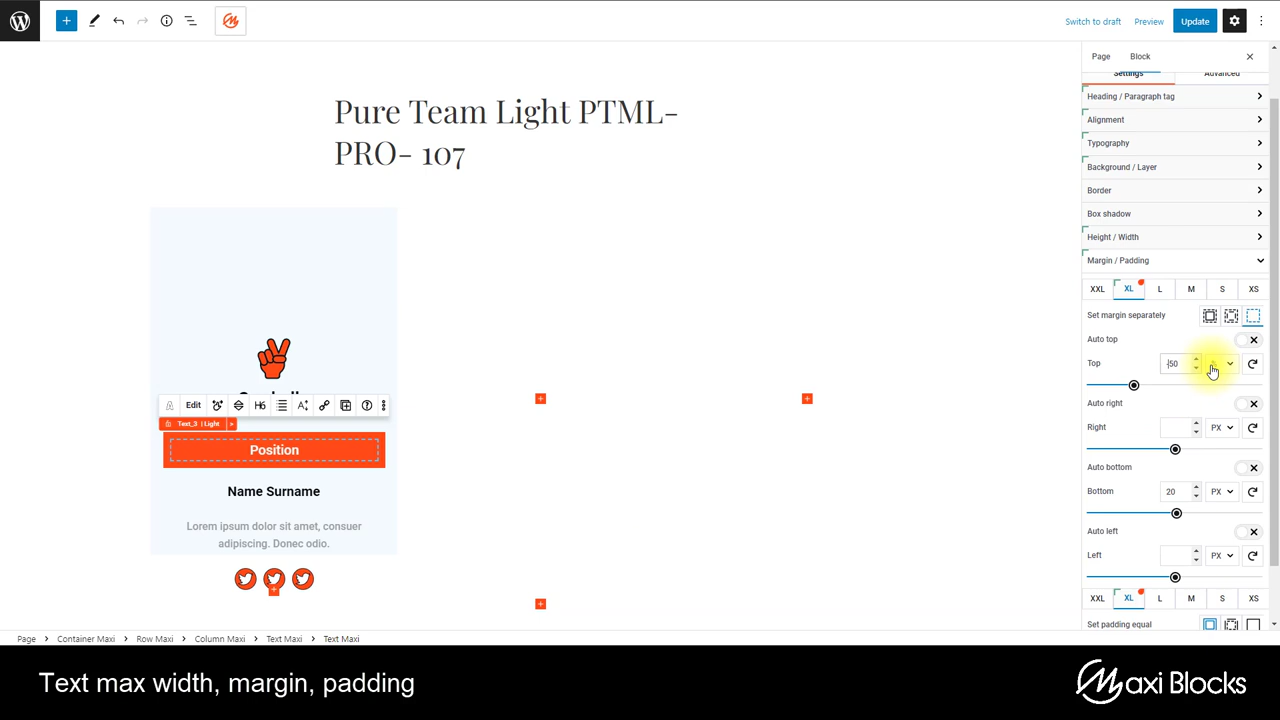 Switch to draft
Preview
Update
Page
Block
Settings
Advanced
Pure Team Light PTML-
PRO- 107
Heading / Paragraph tag
Alignment
Typography
Background / Layer
Border
Box shadow
Height / Width
Margin / Padding
XXL XL L M S XS
Set margin separately
Auto top
Top -50
Auto right
Right PX
Auto bottom
Bottom 20 PX
Auto left
Left PX
XXL XL L M S XS
Set padding equal
Edit H6
Text_3 | Light
Position
Name Surname
Lorem ipsum dolor sit amet, consuer
adipiscing. Donec odio.
Page Container Maxi Row Maxi Column Maxi Text Maxi Text Maxi
Text max width, margin, padding
Maxi Blocks